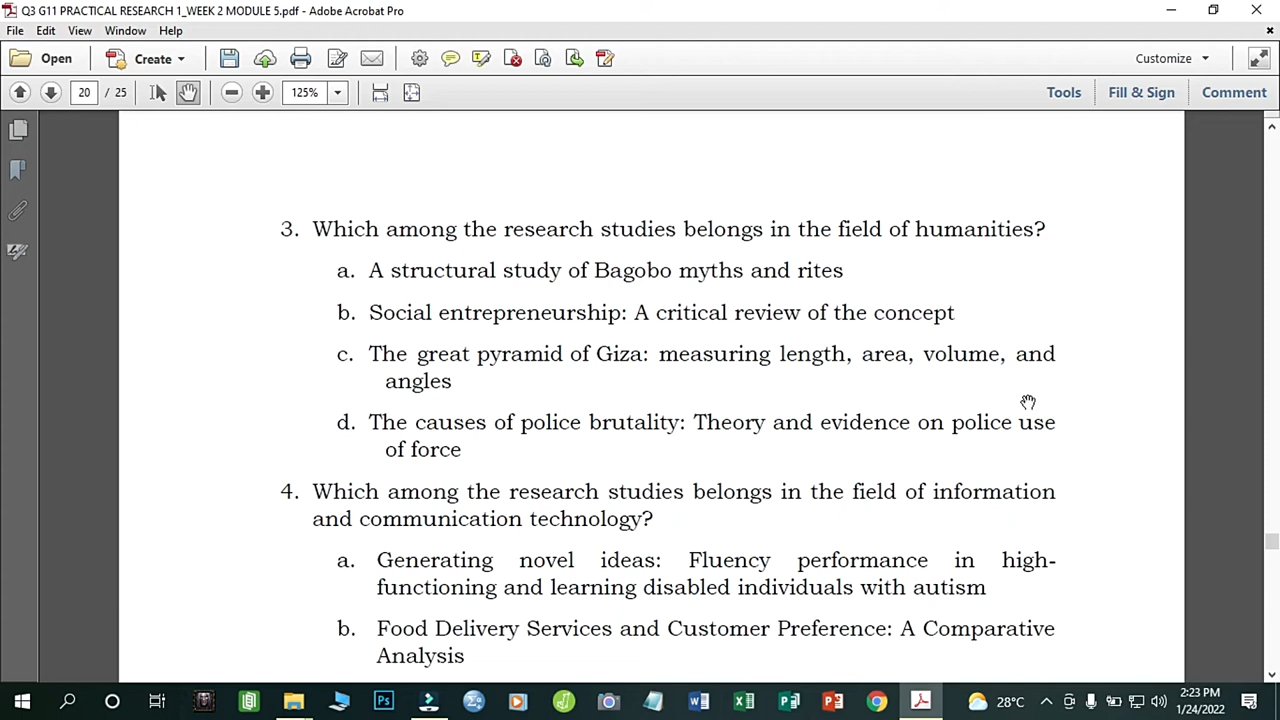 Q3 G11 PRACTICAL RESEARCH 1_WEEK 2 MODULE 5.pdf - Adobe Acrobat Pro
File Edit View Window Help
Open Create Customize
20 / 25 125% Tools Fill & Sign Comment
3. Which among the research studies belongs in the field of humanities?
a. A structural study of Bagobo myths and rites
b. Social entrepreneurship: A critical review of the concept
c. The great pyramid of Giza: measuring length, area, volume, and
angles
d. The causes of police brutality: Theory and evidence on police use
of force
4. Which among the research studies belongs in the field of information
and communication technology?
a. Generating novel ideas: Fluency performance in high-
functioning and learning disabled individuals with autism
b. Food Delivery Services and Customer Preference: A Comparative
Analysis
28°C 2:23 PM
1/24/2022